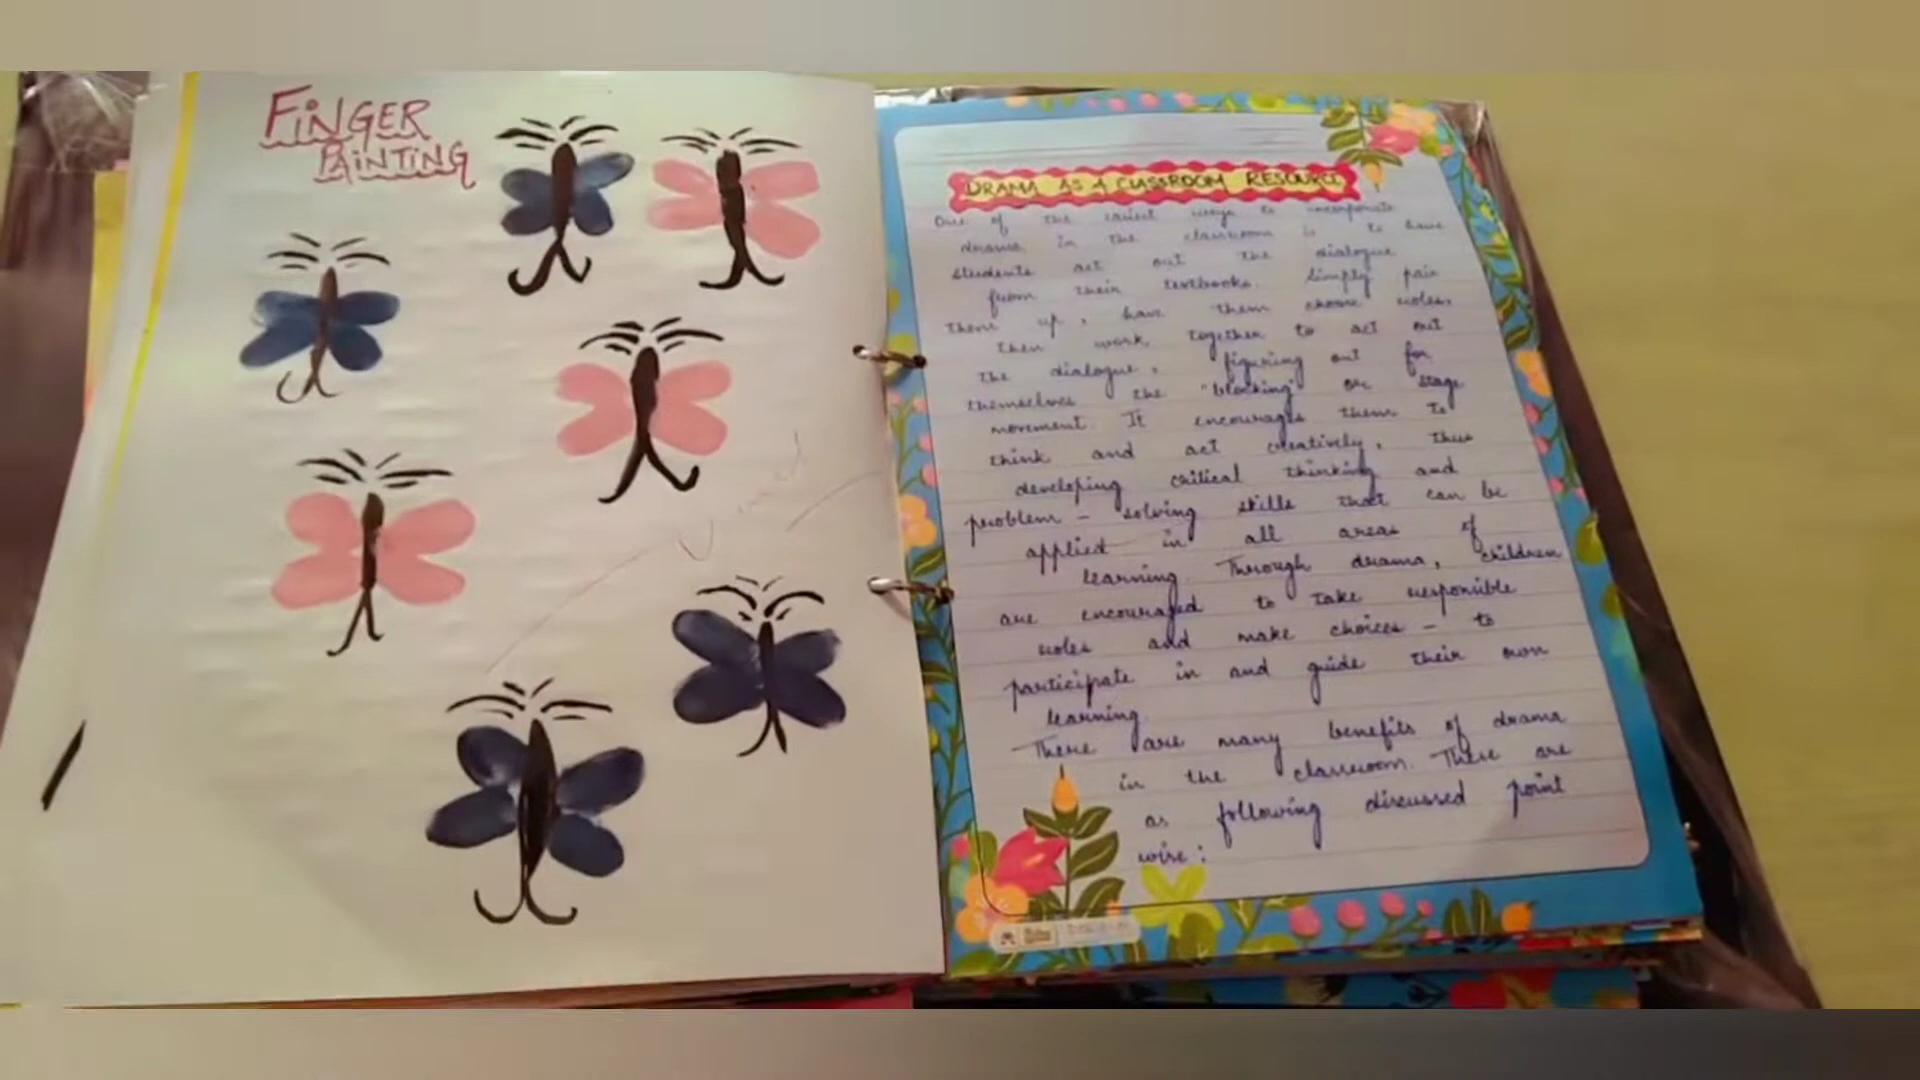 FINGER
PAINTING
DRAMA AS A CLASSROOM RESOURCE
One of the easiest ways to incorporate
drama in the classroom is to have
students act out the dialogue
from their textbooks. Simply pair
them up, have them choose roles,
then work together to act out
the dialogue, figuring out for
themselves the "blocking" or stage
movement. It encourages them to
think and act creatively, thus
developing critical thinking and
problem - solving skills that can be
applied in all areas of
learning. Through drama, children
are encouraged to take responsible
roles and make choices - to
participate in and guide their own
learning.
There are many benefits of drama
in the classroom. These are
as following discussed point
wise: